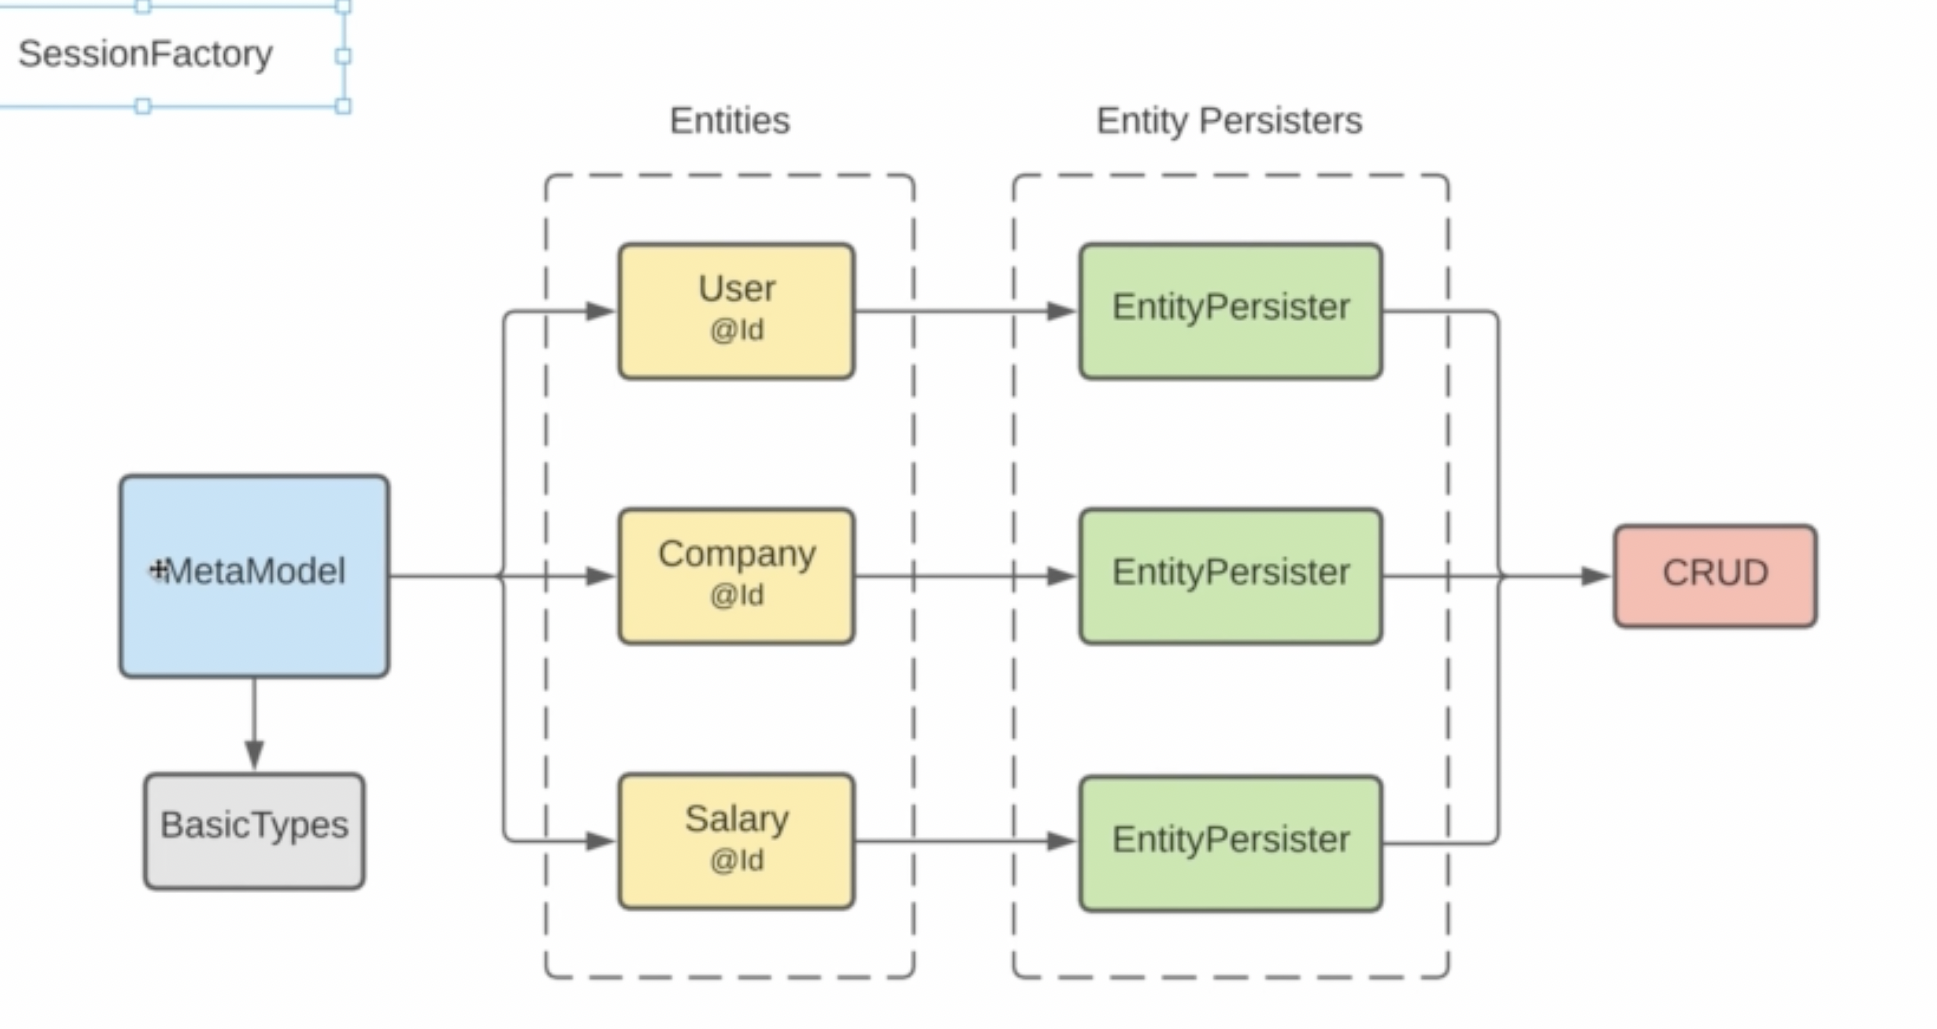 SessionFactory
Entities
Entity Persisters
User
@Id
EntityPersister
Company
@Id
EntityPersister
MetaModel
CRUD
Salary
@Id
EntityPersister
BasicTypes